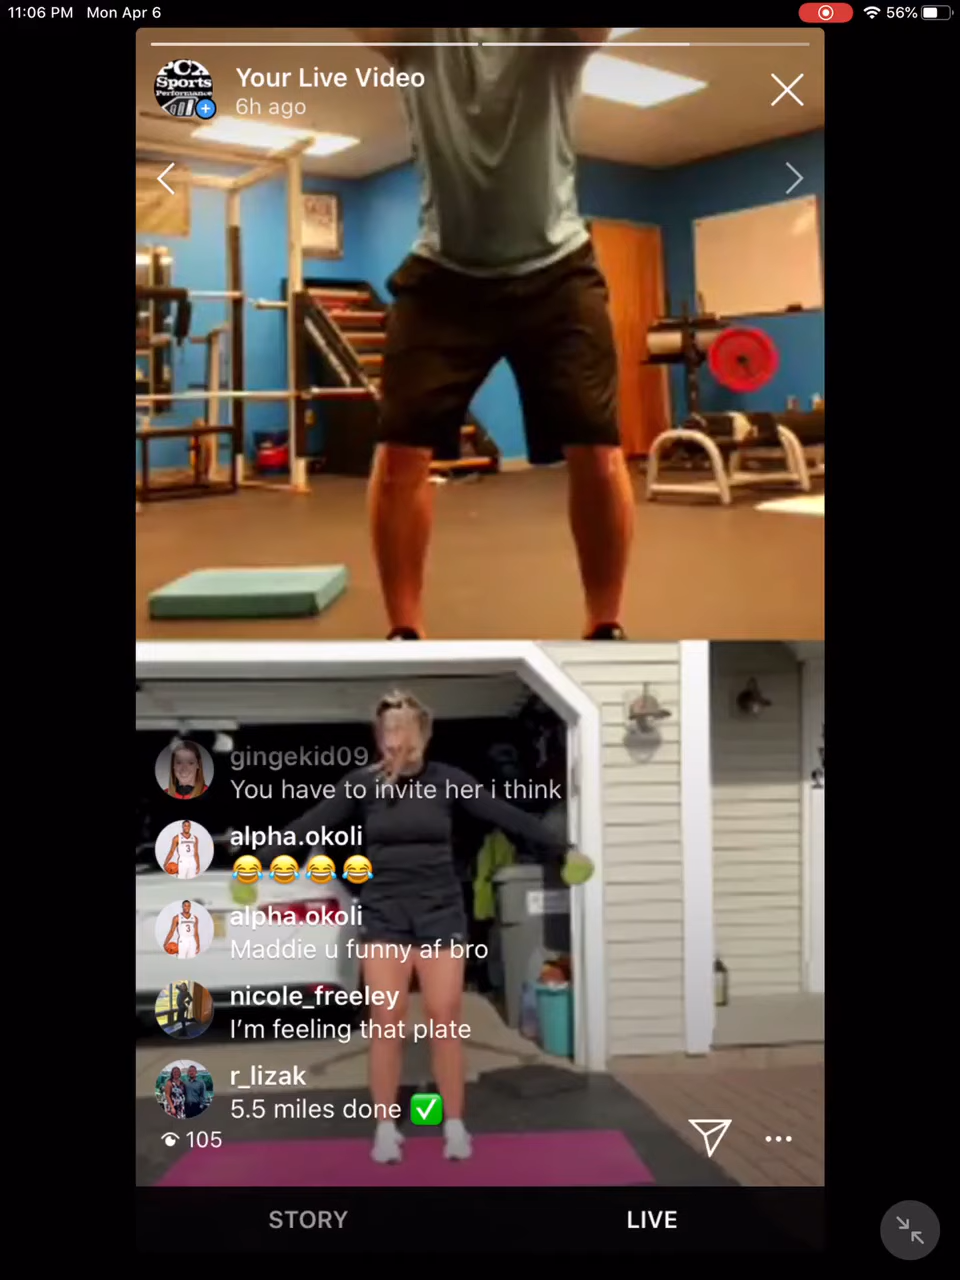 11:06 PM Mon Apr 6
56%
PCX
Sports
Performance
Your Live Video
6h ago
gingekid09
You have to invite her i think
alpha.okoli
😂😂😂😂
alpha.okoli
Maddie u funny af bro
nicole_freeley
I'm feeling that plate
r_lizak
5.5 miles done ✅
105
STORY
LIVE